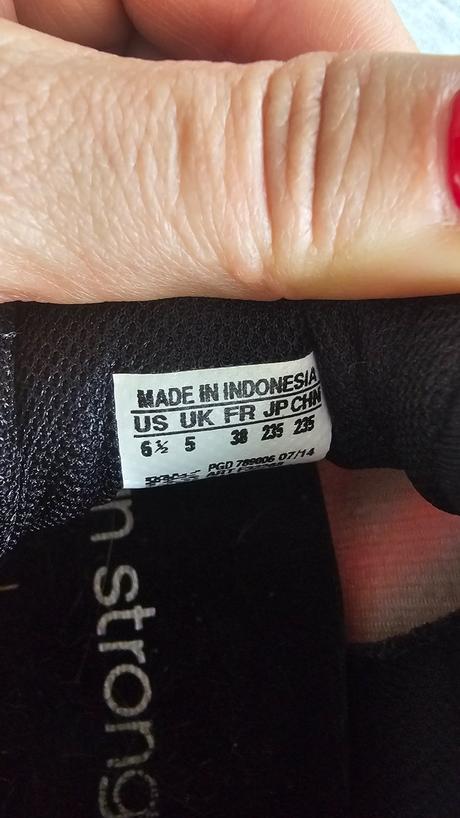 MADE IN INDONESIA
US UK FR JP CHN
6½ 5 38 235 235
PGD 789006 07/14
strong